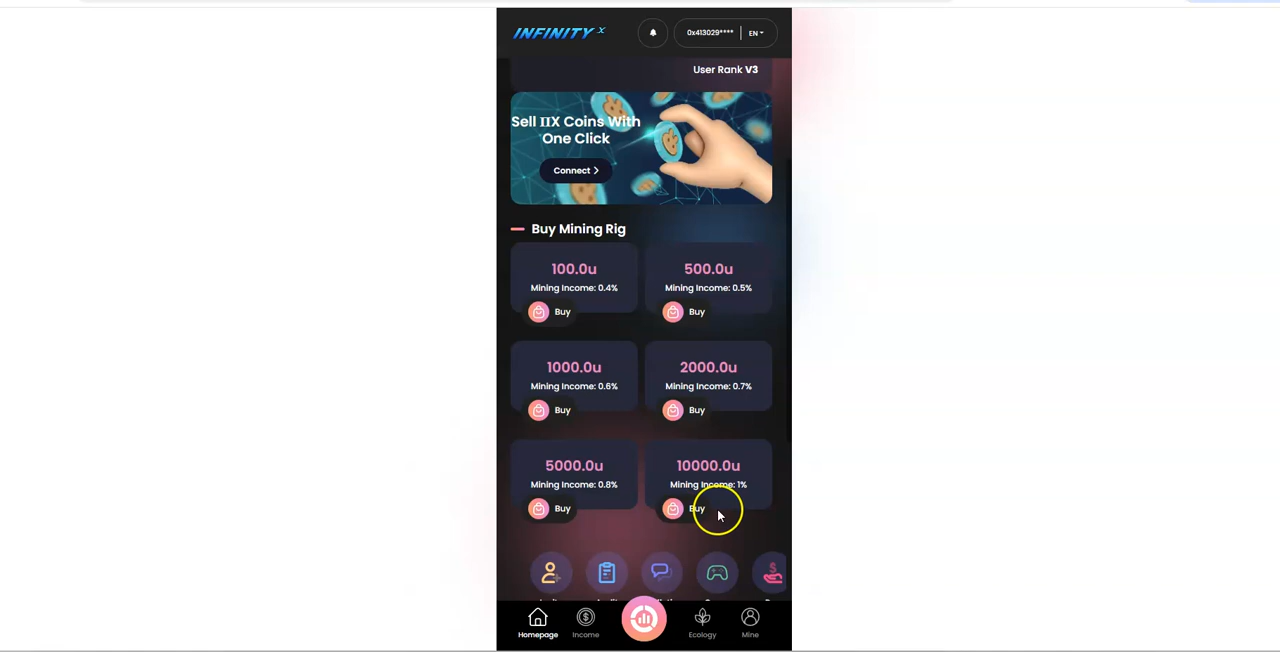 INFINITY X
0x413029****
EN
User Rank V3
Sell IIX Coins With
One Click
Connect >
Buy Mining Rig
100.0u
Mining Income: 0.4%
Buy
500.0u
Mining Income: 0.5%
Buy
1000.0u
Mining Income: 0.6%
Buy
2000.0u
Mining Income: 0.7%
Buy
5000.0u
Mining Income: 0.8%
Buy
10000.0u
Mining Income: 1%
Buy
Homepage
Income
Ecology
Mine